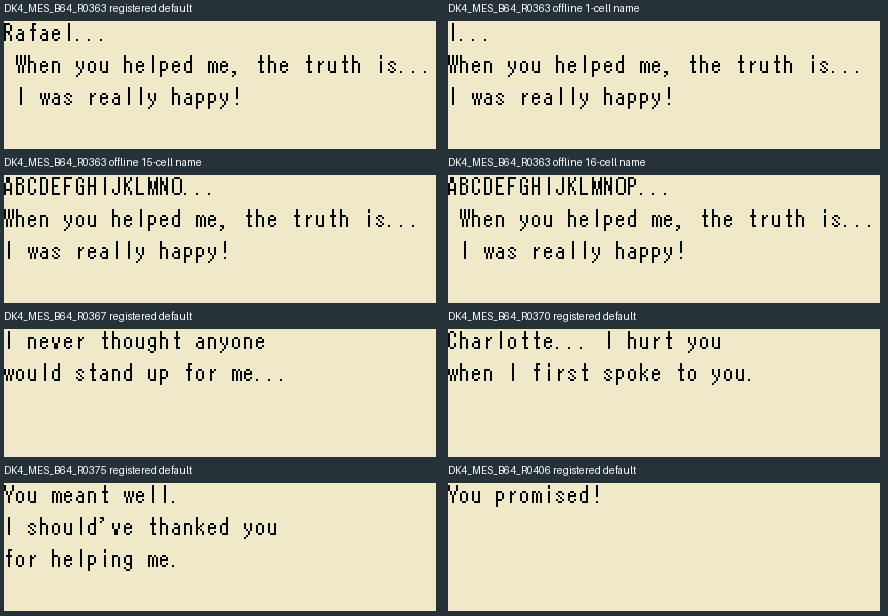 DK4_MES_B64_R0363 registered default
Rafael...
When you helped me, the truth is...
I was really happy!
DK4_MES_B64_R0363 offline 1-cell name
I...
When you helped me, the truth is...
I was really happy!
DK4_MES_B64_R0363 offline 15-cell name
ABCDEFGHIJKLMNO...
When you helped me, the truth is...
I was really happy!
DK4_MES_B64_R0363 offline 16-cell name
ABCDEFGHIJKLMNOP...
When you helped me, the truth is...
I was really happy!
DK4_MES_B64_R0367 registered default
I never thought anyone
would stand up for me...
DK4_MES_B64_R0370 registered default
Charlotte... I hurt you
when I first spoke to you.
DK4_MES_B64_R0375 registered default
You meant well.
I should've thanked you
for helping me.
DK4_MES_B64_R0406 registered default
You promised!